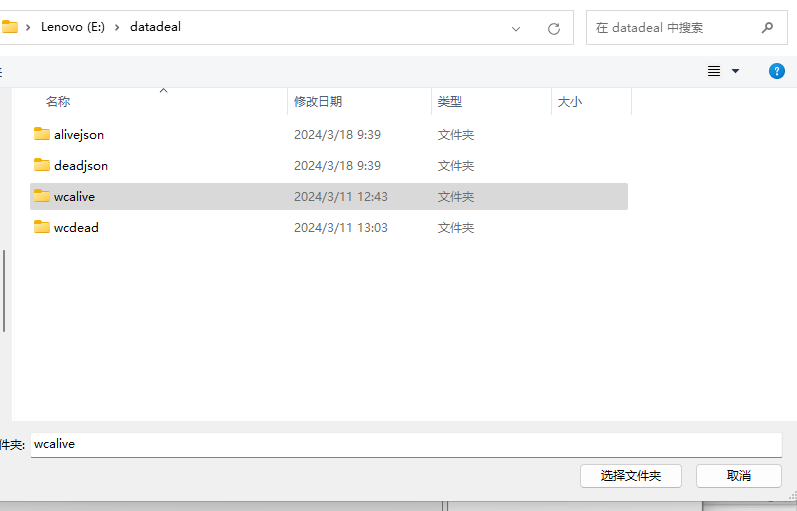 Lenovo (E:) datadeal 在 datadeal 中搜索
名称 修改日期 类型 大小
alivejson 2024/3/18 9:39 文件夹
deadjson 2024/3/18 9:39 文件夹
wcalive 2024/3/11 12:43 文件夹
wcdead 2024/3/11 13:03 文件夹
件夹: wcalive
选择文件夹 取消